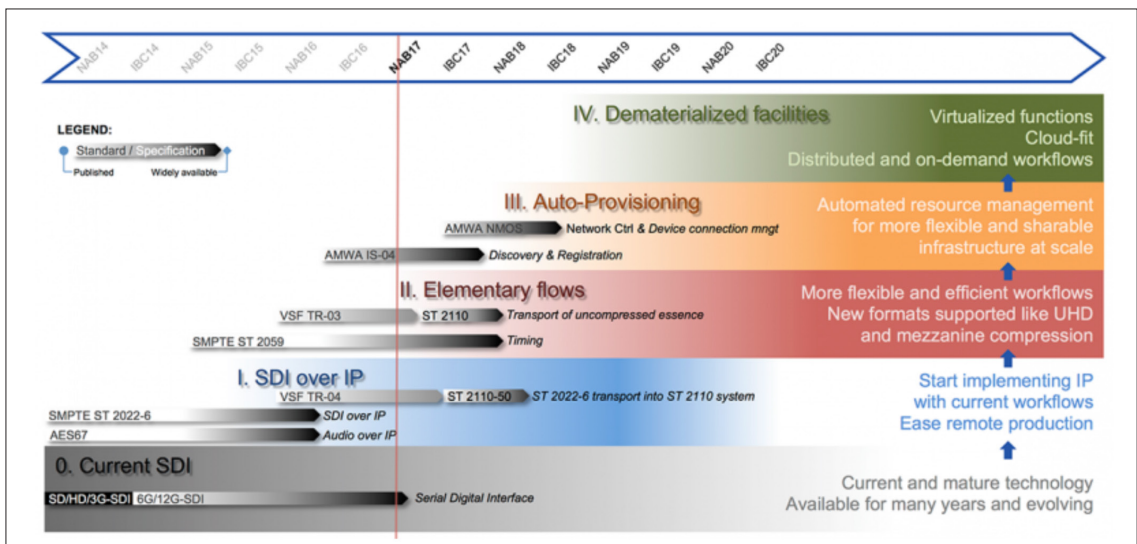 NAB14 IBC14 NAB15 IBC15 NAB16 IBC16 NAB17 IBC17 NAB18 IBC18 NAB19 IBC19 NAB20 IBC20
LEGEND:
Standard / Specification
Published Widely available
IV. Dematerialized facilities
Virtualized functions
Cloud-fit
Distributed and on-demand workflows
III. Auto-Provisioning
AMWA NMOS Network Ctrl & Device connection mngt
AMWA IS-04 Discovery & Registration
Automated resource management
for more flexible and sharable
infrastructure at scale
II. Elementary flows
VSF TR-03 ST 2110 Transport of uncompressed essence
SMPTE ST 2059 Timing
More flexible and efficient workflows
New formats supported like UHD
and mezzanine compression
I. SDI over IP
VSF TR-04 ST 2110-50 ST 2022-6 transport into ST 2110 system
SMPTE ST 2022-6 SDI over IP
AES67 Audio over IP
Start implementing IP
with current workflows
Ease remote production
0. Current SDI
SD/HD/3G-SDI 6G/12G-SDI Serial Digital Interface
Current and mature technology
Available for many years and evolving